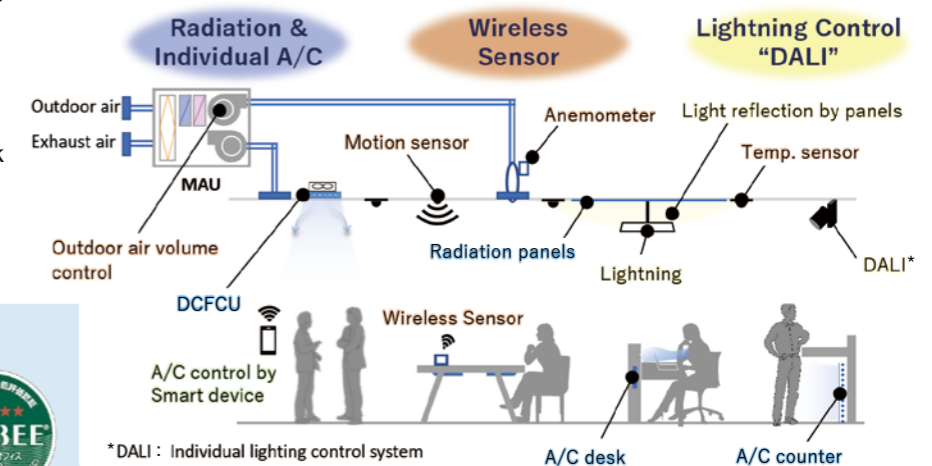 Radiation &
Individual A/C
Wireless
Sensor
Lightning Control
“DALI”
Outdoor air
Exhaust air
MAU
Motion sensor
Anemometer
Light reflection by panels
Temp. sensor
Outdoor air volume
control
DCFCU
Radiation panels
Lightning
DALI*
A/C control by
Smart device
Wireless Sensor
A/C desk
A/C counter
*DALI : Individual lighting control system
BEE
k